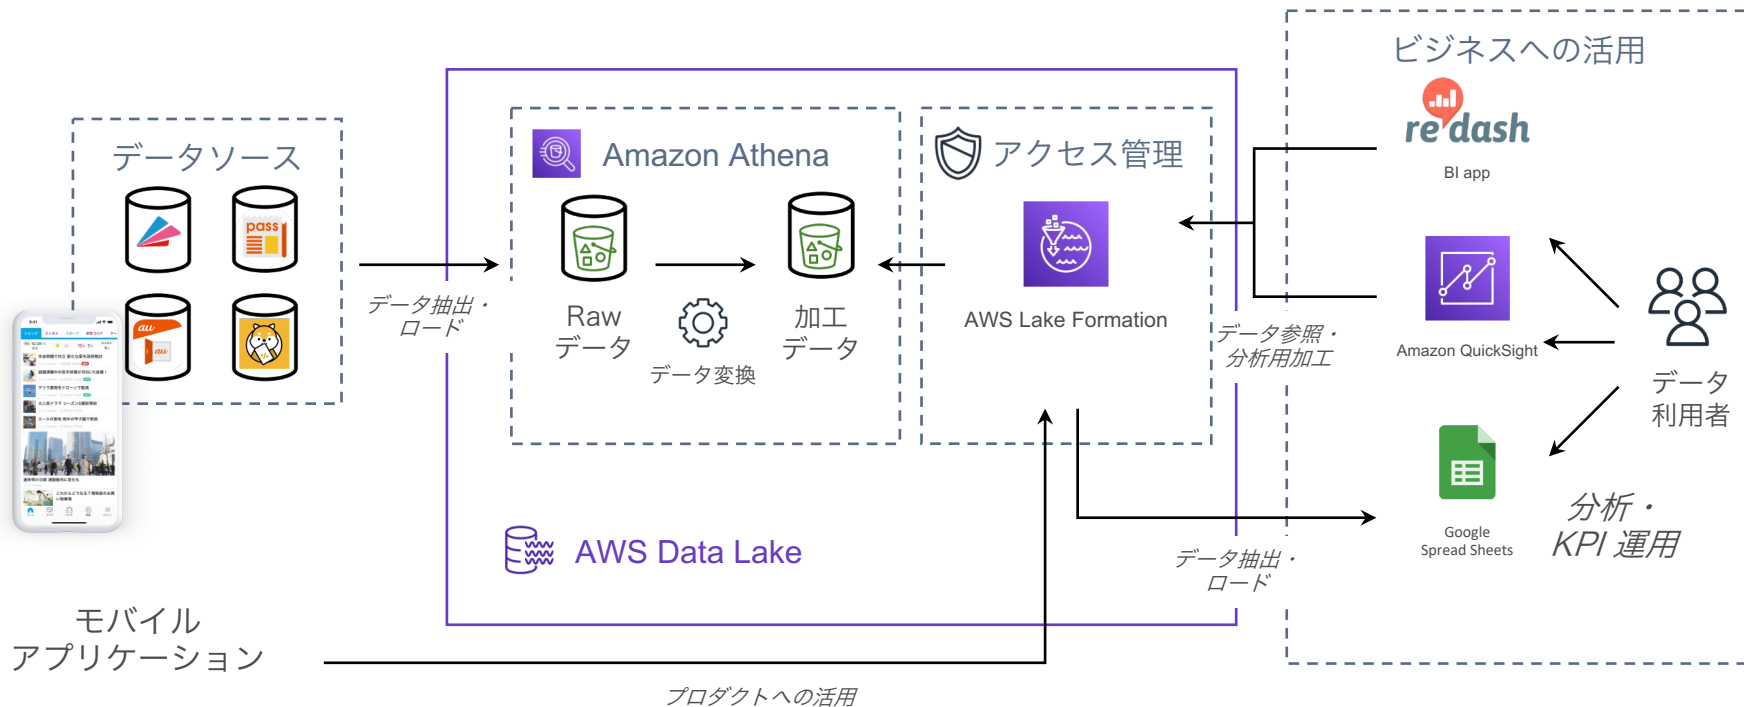 ビジネスへの活用
re:dash
BI app
データソース
pass
au
au
Amazon Athena
アクセス管理
Raw
データ
加工
データ
データ変換
AWS Lake Formation
データ抽出・
ロード
データ参照・
分析用加工
Amazon QuickSight
データ
利用者
Google
Spread Sheets
分析・
KPI 運用
データ抽出・
ロード
AWS Data Lake
モバイル
アプリケーション
プロダクトへの活用
9:41